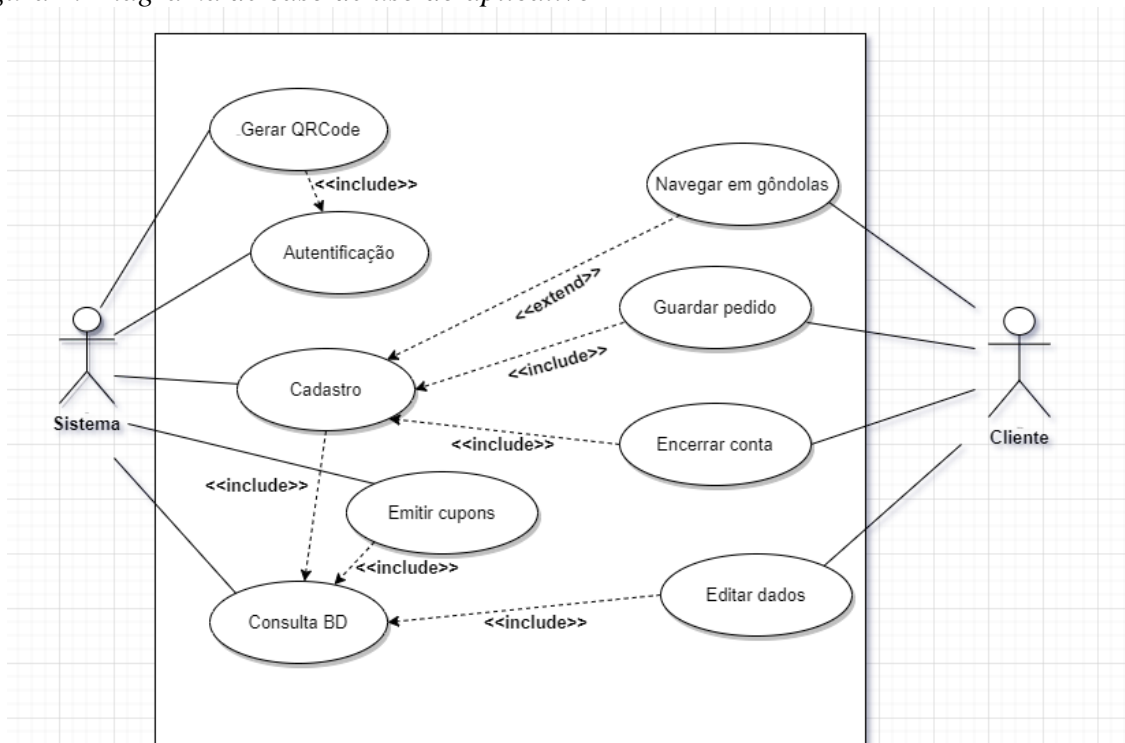 Gerar QRCode
<<include>>
Navegar em gôndolas
Autentificação
<<extend>>
Guardar pedido
<<include>>
Cadastro
Sistema
Cliente
<<include>>
Encerrar conta
<<include>>
Emitir cupons
<<include>>
Editar dados
Consulta BD
<<include>>